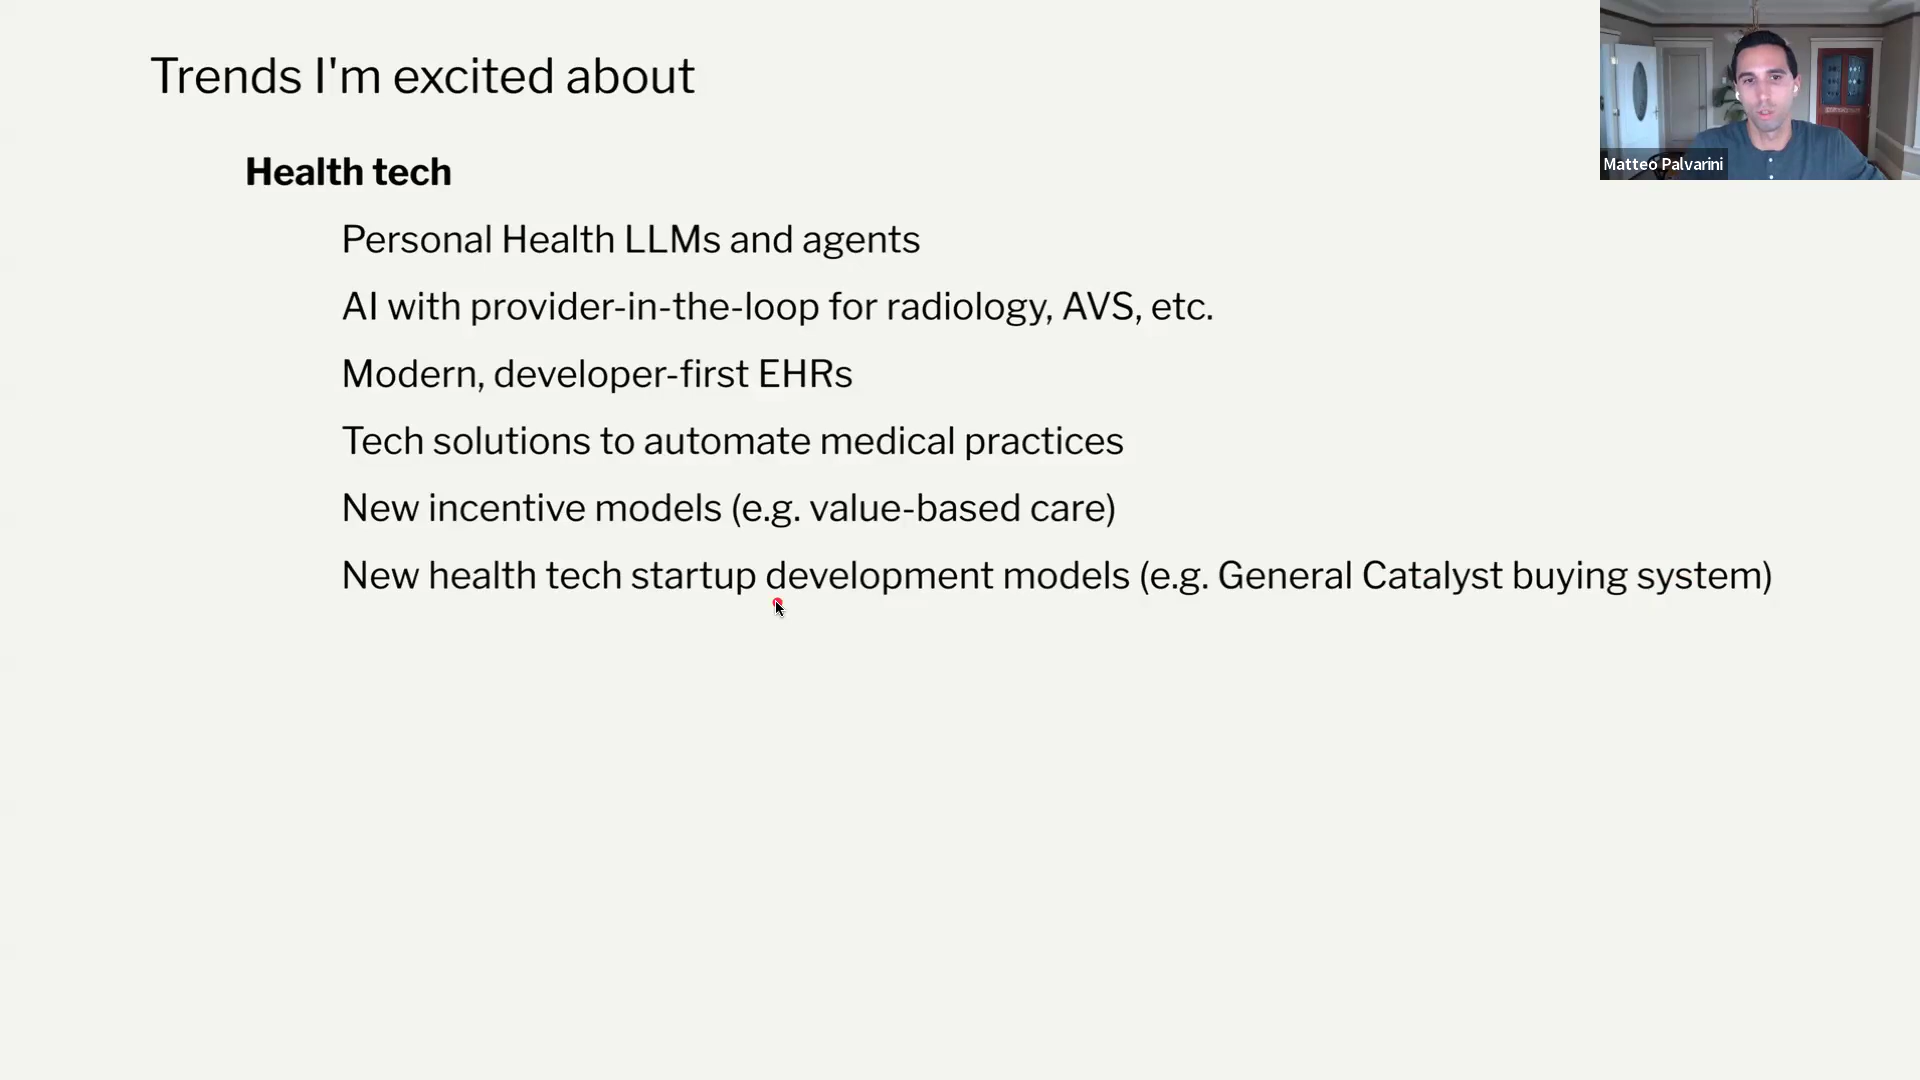 Trends I'm excited about
Health tech
Personal Health LLMs and agents
AI with provider-in-the-loop for radiology, AVS, etc.
Modern, developer-first EHRs
Tech solutions to automate medical practices
New incentive models (e.g. value-based care)
New health tech startup development models (e.g. General Catalyst buying system)
Matteo Palvarini